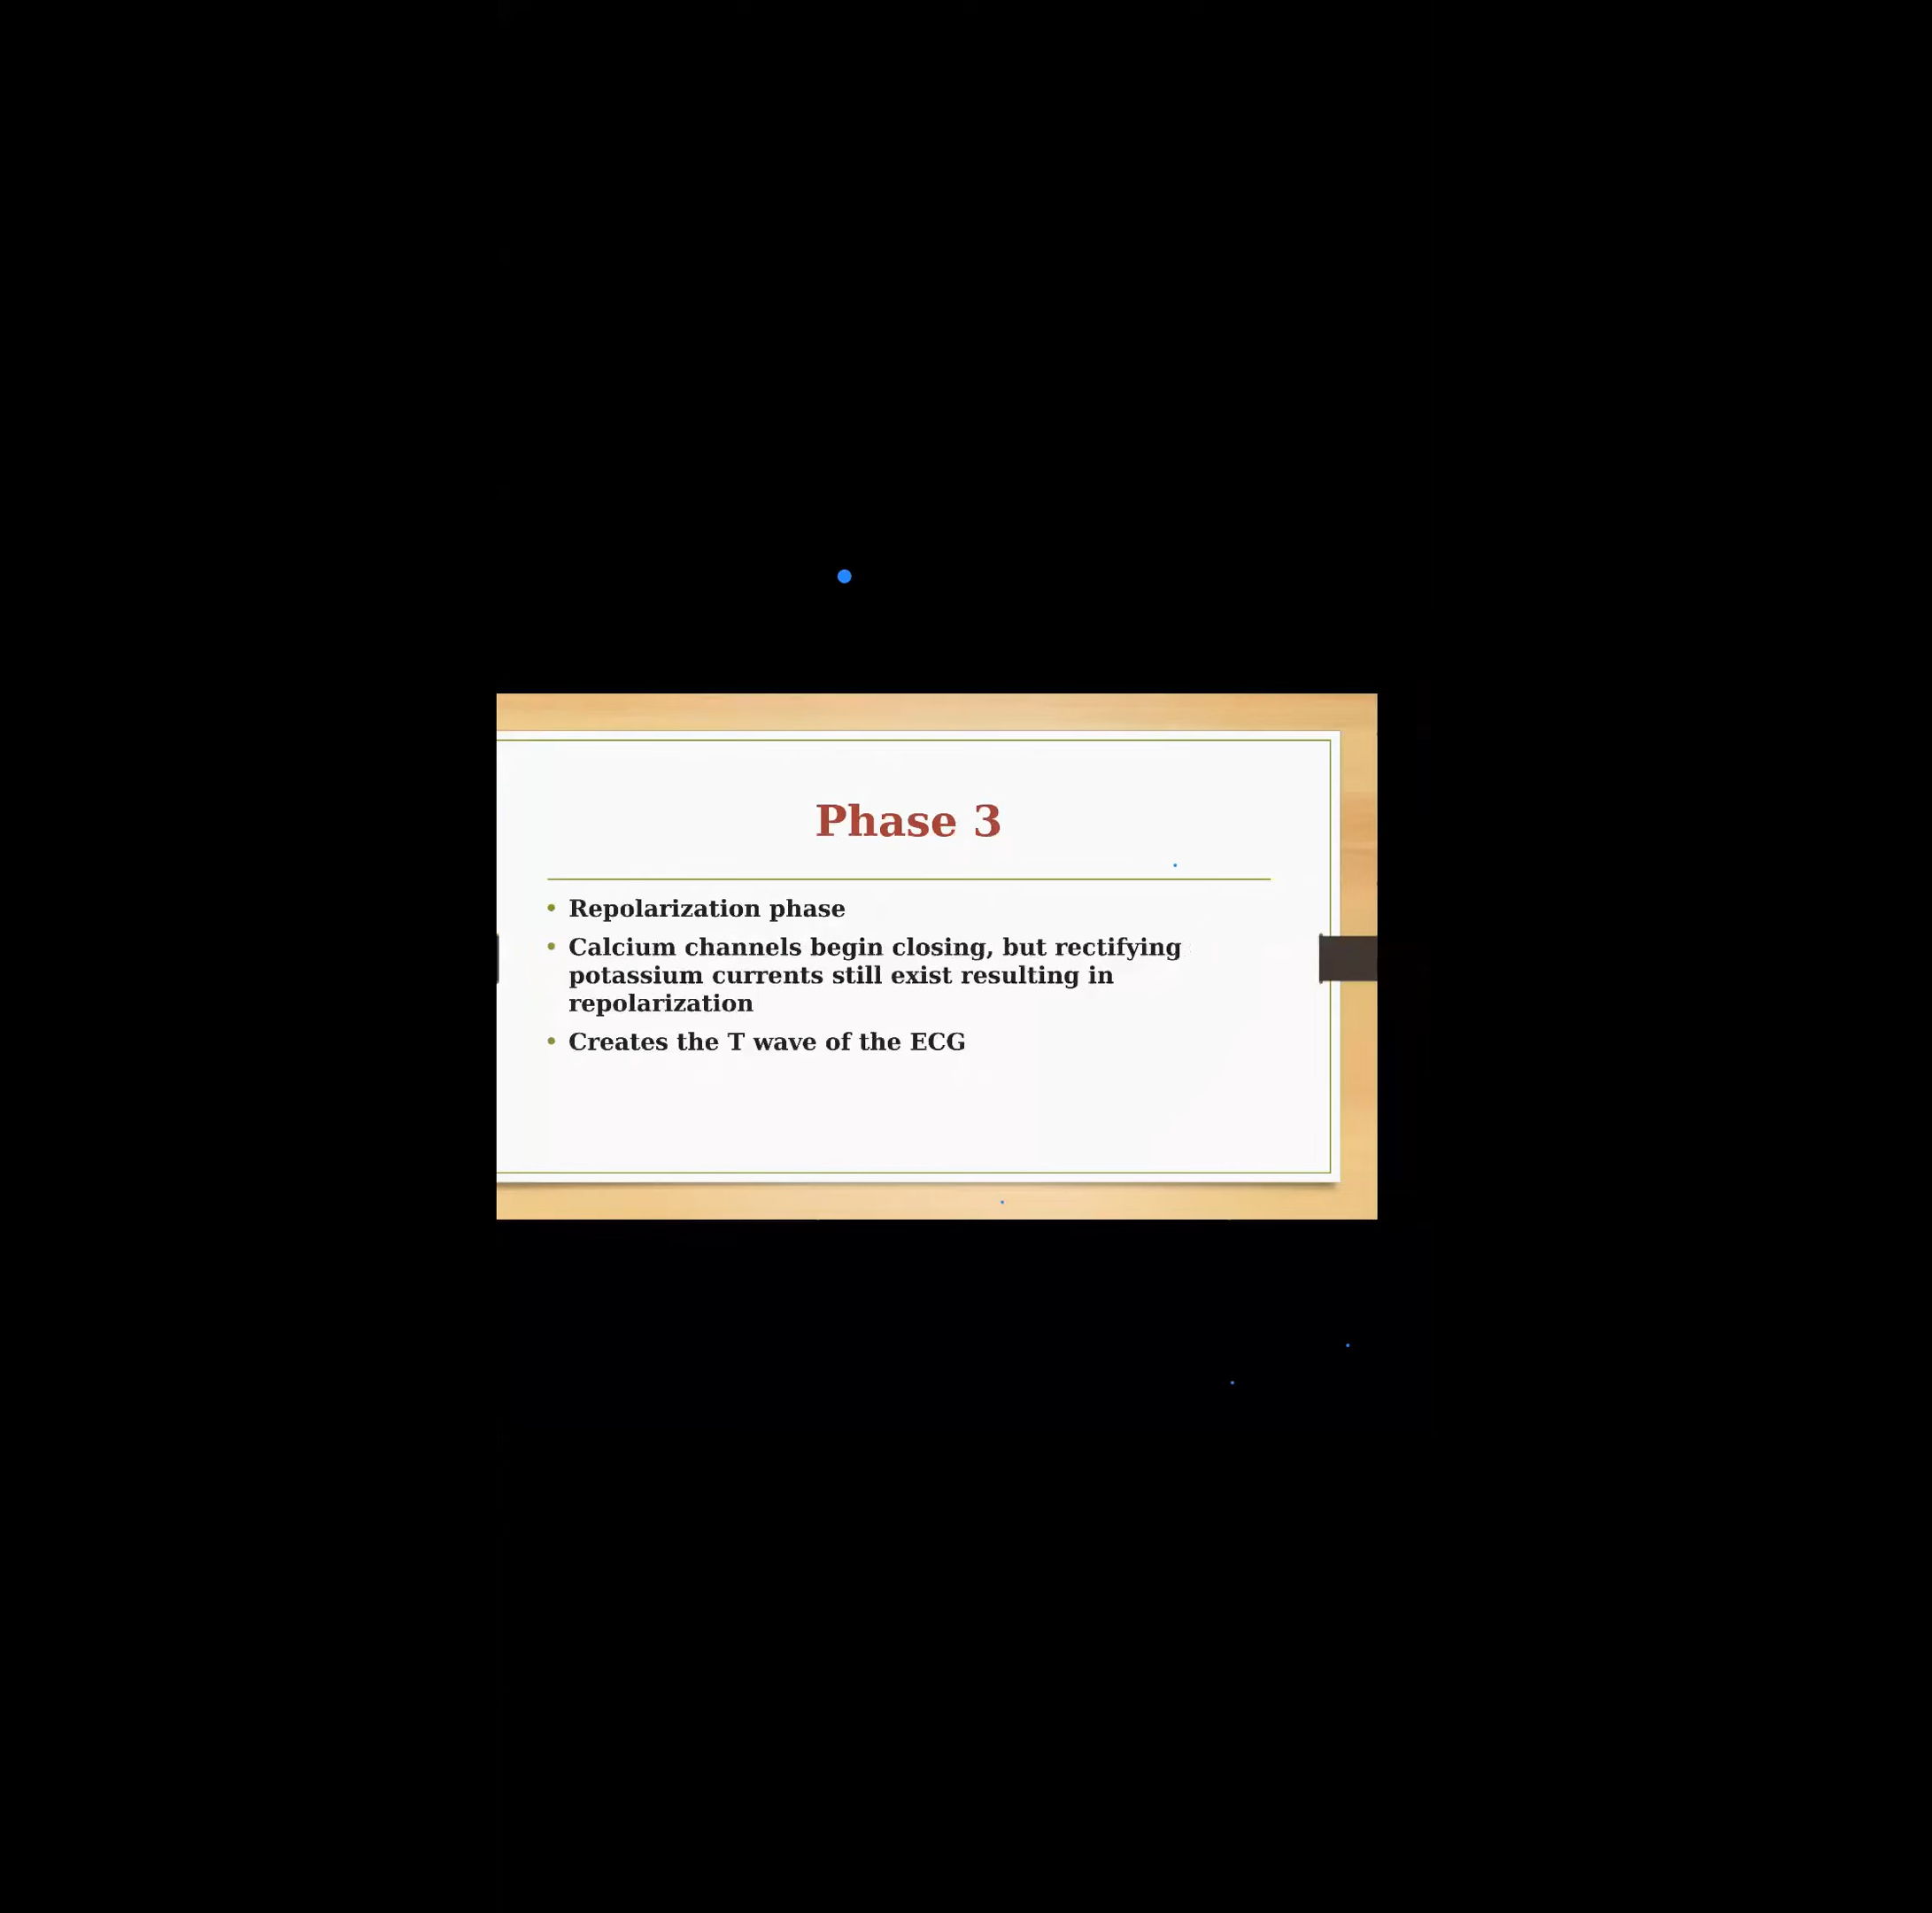 Phase 3
• Repolarization phase
• Calcium channels begin closing, but rectifying
potassium currents still exist resulting in
repolarization
• Creates the T wave of the ECG